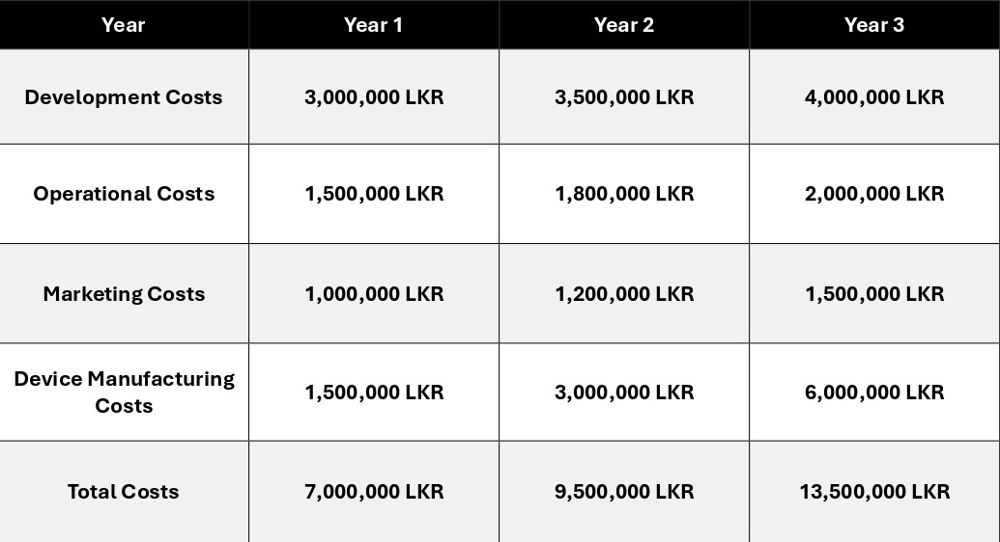 Year Year 1 Year 2 Year 3
Development Costs 3,000,000 LKR 3,500,000 LKR 4,000,000 LKR
Operational Costs 1,500,000 LKR 1,800,000 LKR 2,000,000 LKR
Marketing Costs 1,000,000 LKR 1,200,000 LKR 1,500,000 LKR
Device Manufacturing
Costs 1,500,000 LKR 3,000,000 LKR 6,000,000 LKR
Total Costs 7,000,000 LKR 9,500,000 LKR 13,500,000 LKR